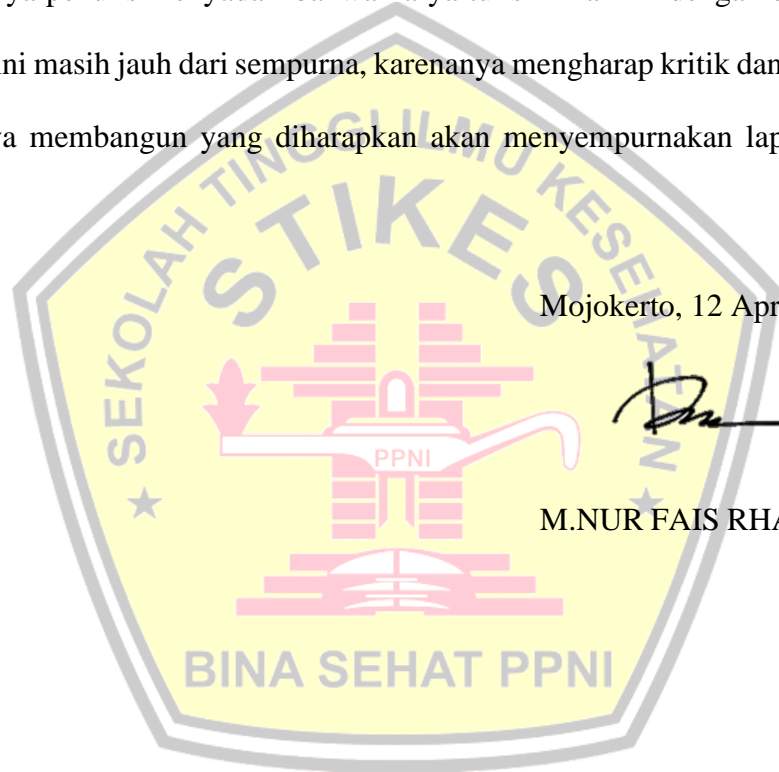 ini masih jauh dari sempurna, karenanya mengharap kritik dan
ya membangun yang diharapkan akan menyempurnakan lap
SEKOLAH TINGGI ILMU KESEHATAN
STIKES
Mojokerto, 12 Apr
PPNI
M.NUR FAIS RHA
BINA SEHAT PPNI